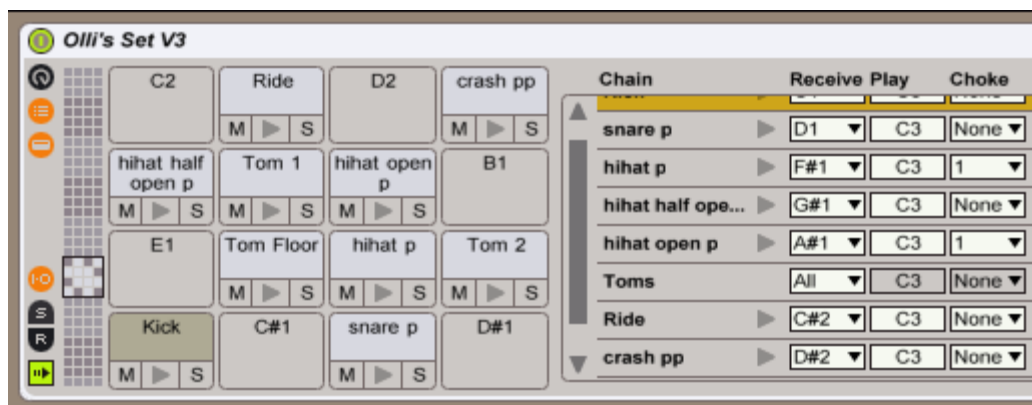 Olli's Set V3
C2 Ride D2 crash pp
M S M S
hihat half open p Tom 1 hihat open p B1
M S M S M S
E1 Tom Floor hihat p Tom 2
M S M S M S
Kick C#1 snare p D#1
M S M S
I·O
S
R
Chain Receive Play Choke
snare p D1 C3 None
hihat p F#1 C3 1
hihat half ope... G#1 C3 None
hihat open p A#1 C3 1
Toms All C3 None
Ride C#2 C3 None
crash pp D#2 C3 None